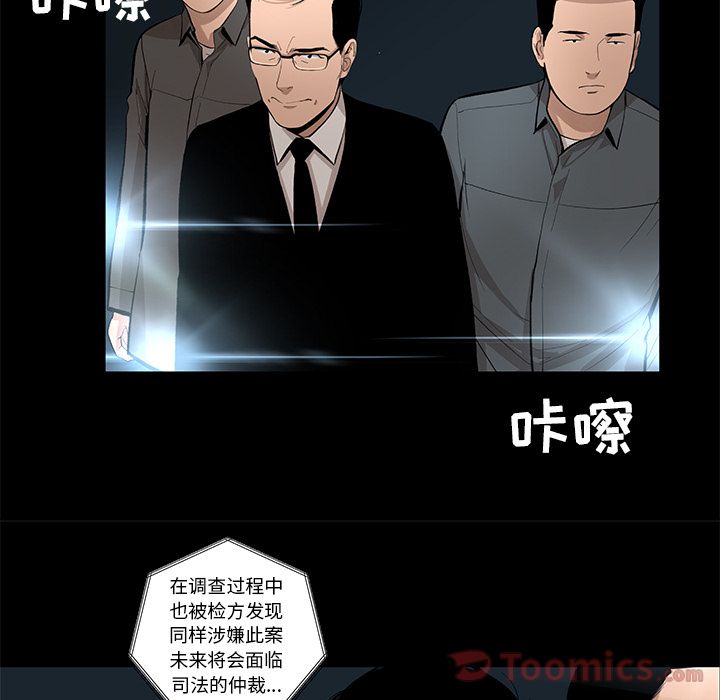 咔嚓
咔嚓
在调查过程中
也被检方发现
同样涉嫌此案
未来将会面临
司法的仲裁...
Toomics.com